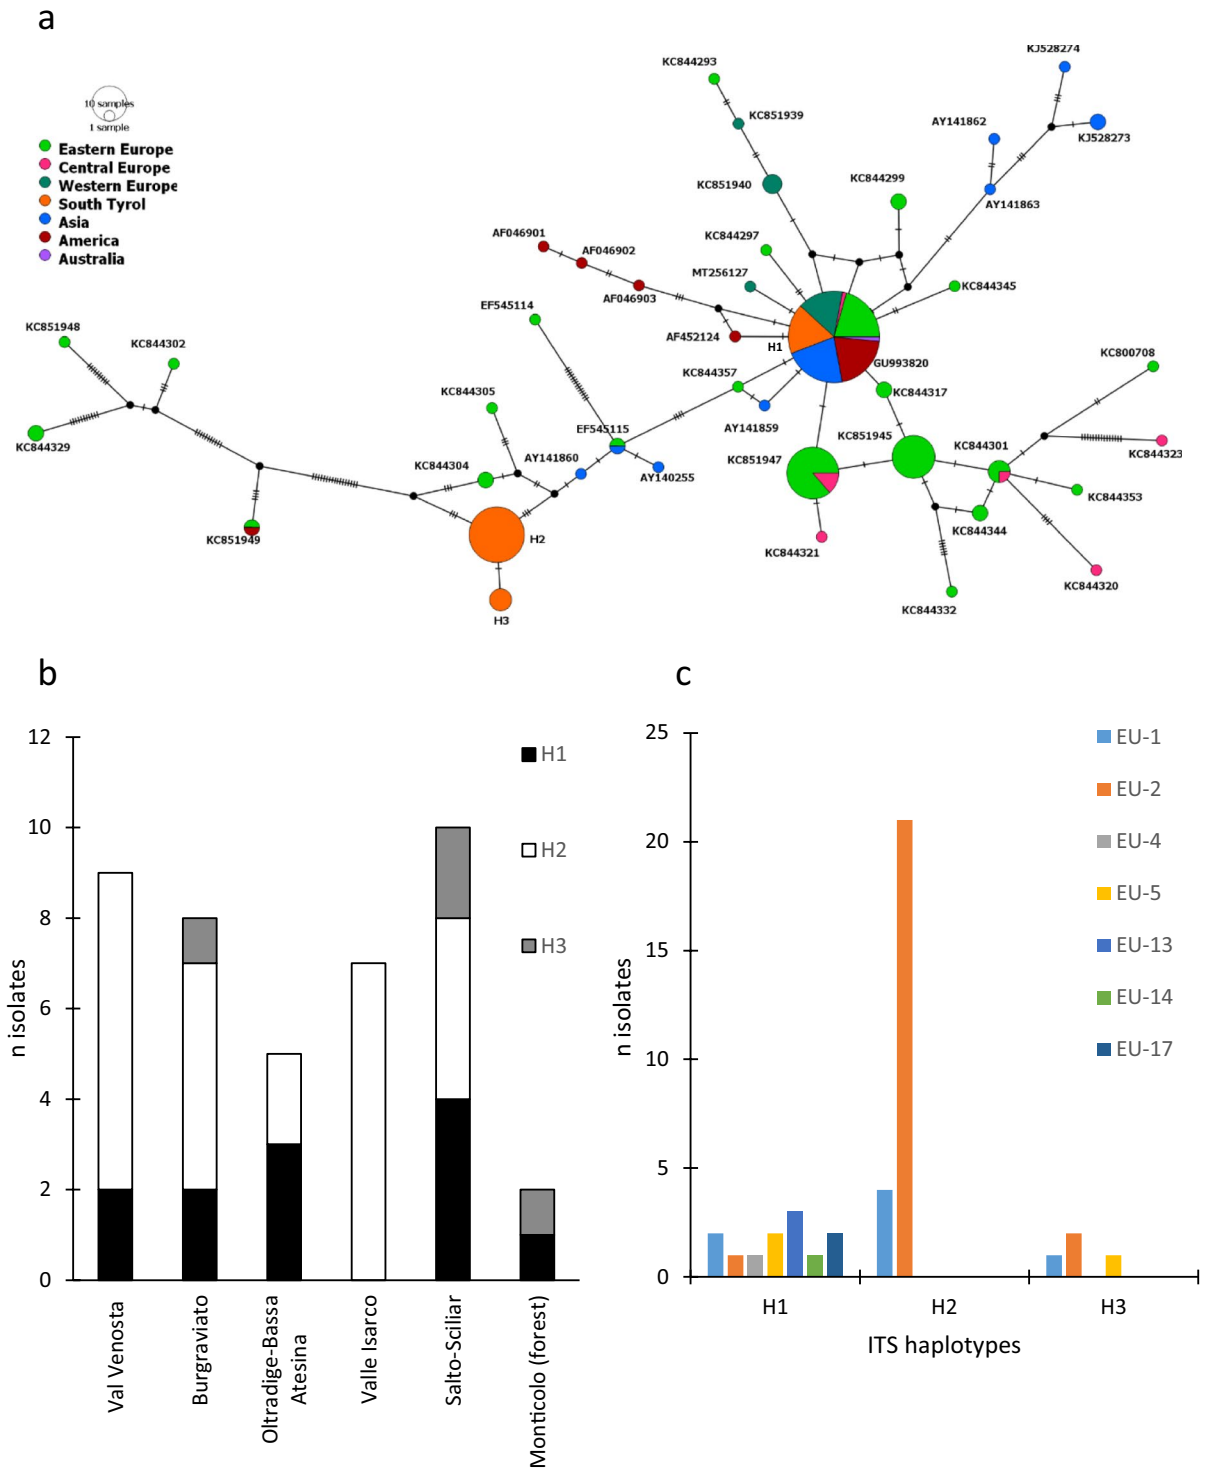 a
KJ528274
KC844293
10 samples
1 sample
KC851939
AY141862
KJ528273
Eastern Europe
Central Europe
Western Europe
South Tyrol
Asia
America
Australia
KC851940
KC844299
AY141863
AF046901
AF046902
KC844297
MT256127
AF046903
KC844345
EF545114
AF452124
H1
GU993820
KC851948
KC844302
KC844357
KC800708
KC844305
KC844317
AY141859
KC844329
EF545115
KC851945
KC844301
KC844323
AY141860
KC851947
KC844304
AY140255
KC844353
KC851949
H2
KC844321
KC844344
KC844320
H3
KC844332
b
12
10
8
6
4
2
0
n isolates
H1
H2
H3
Val Venosta
Burgraviato
Oltradige-Bassa
Atesina
Valle Isarco
Salto-Sciliar
Monticolo (forest)
c
25
20
15
10
5
0
n isolates
EU-1
EU-2
EU-4
EU-5
EU-13
EU-14
EU-17
H1
H2
H3
ITS haplotypes